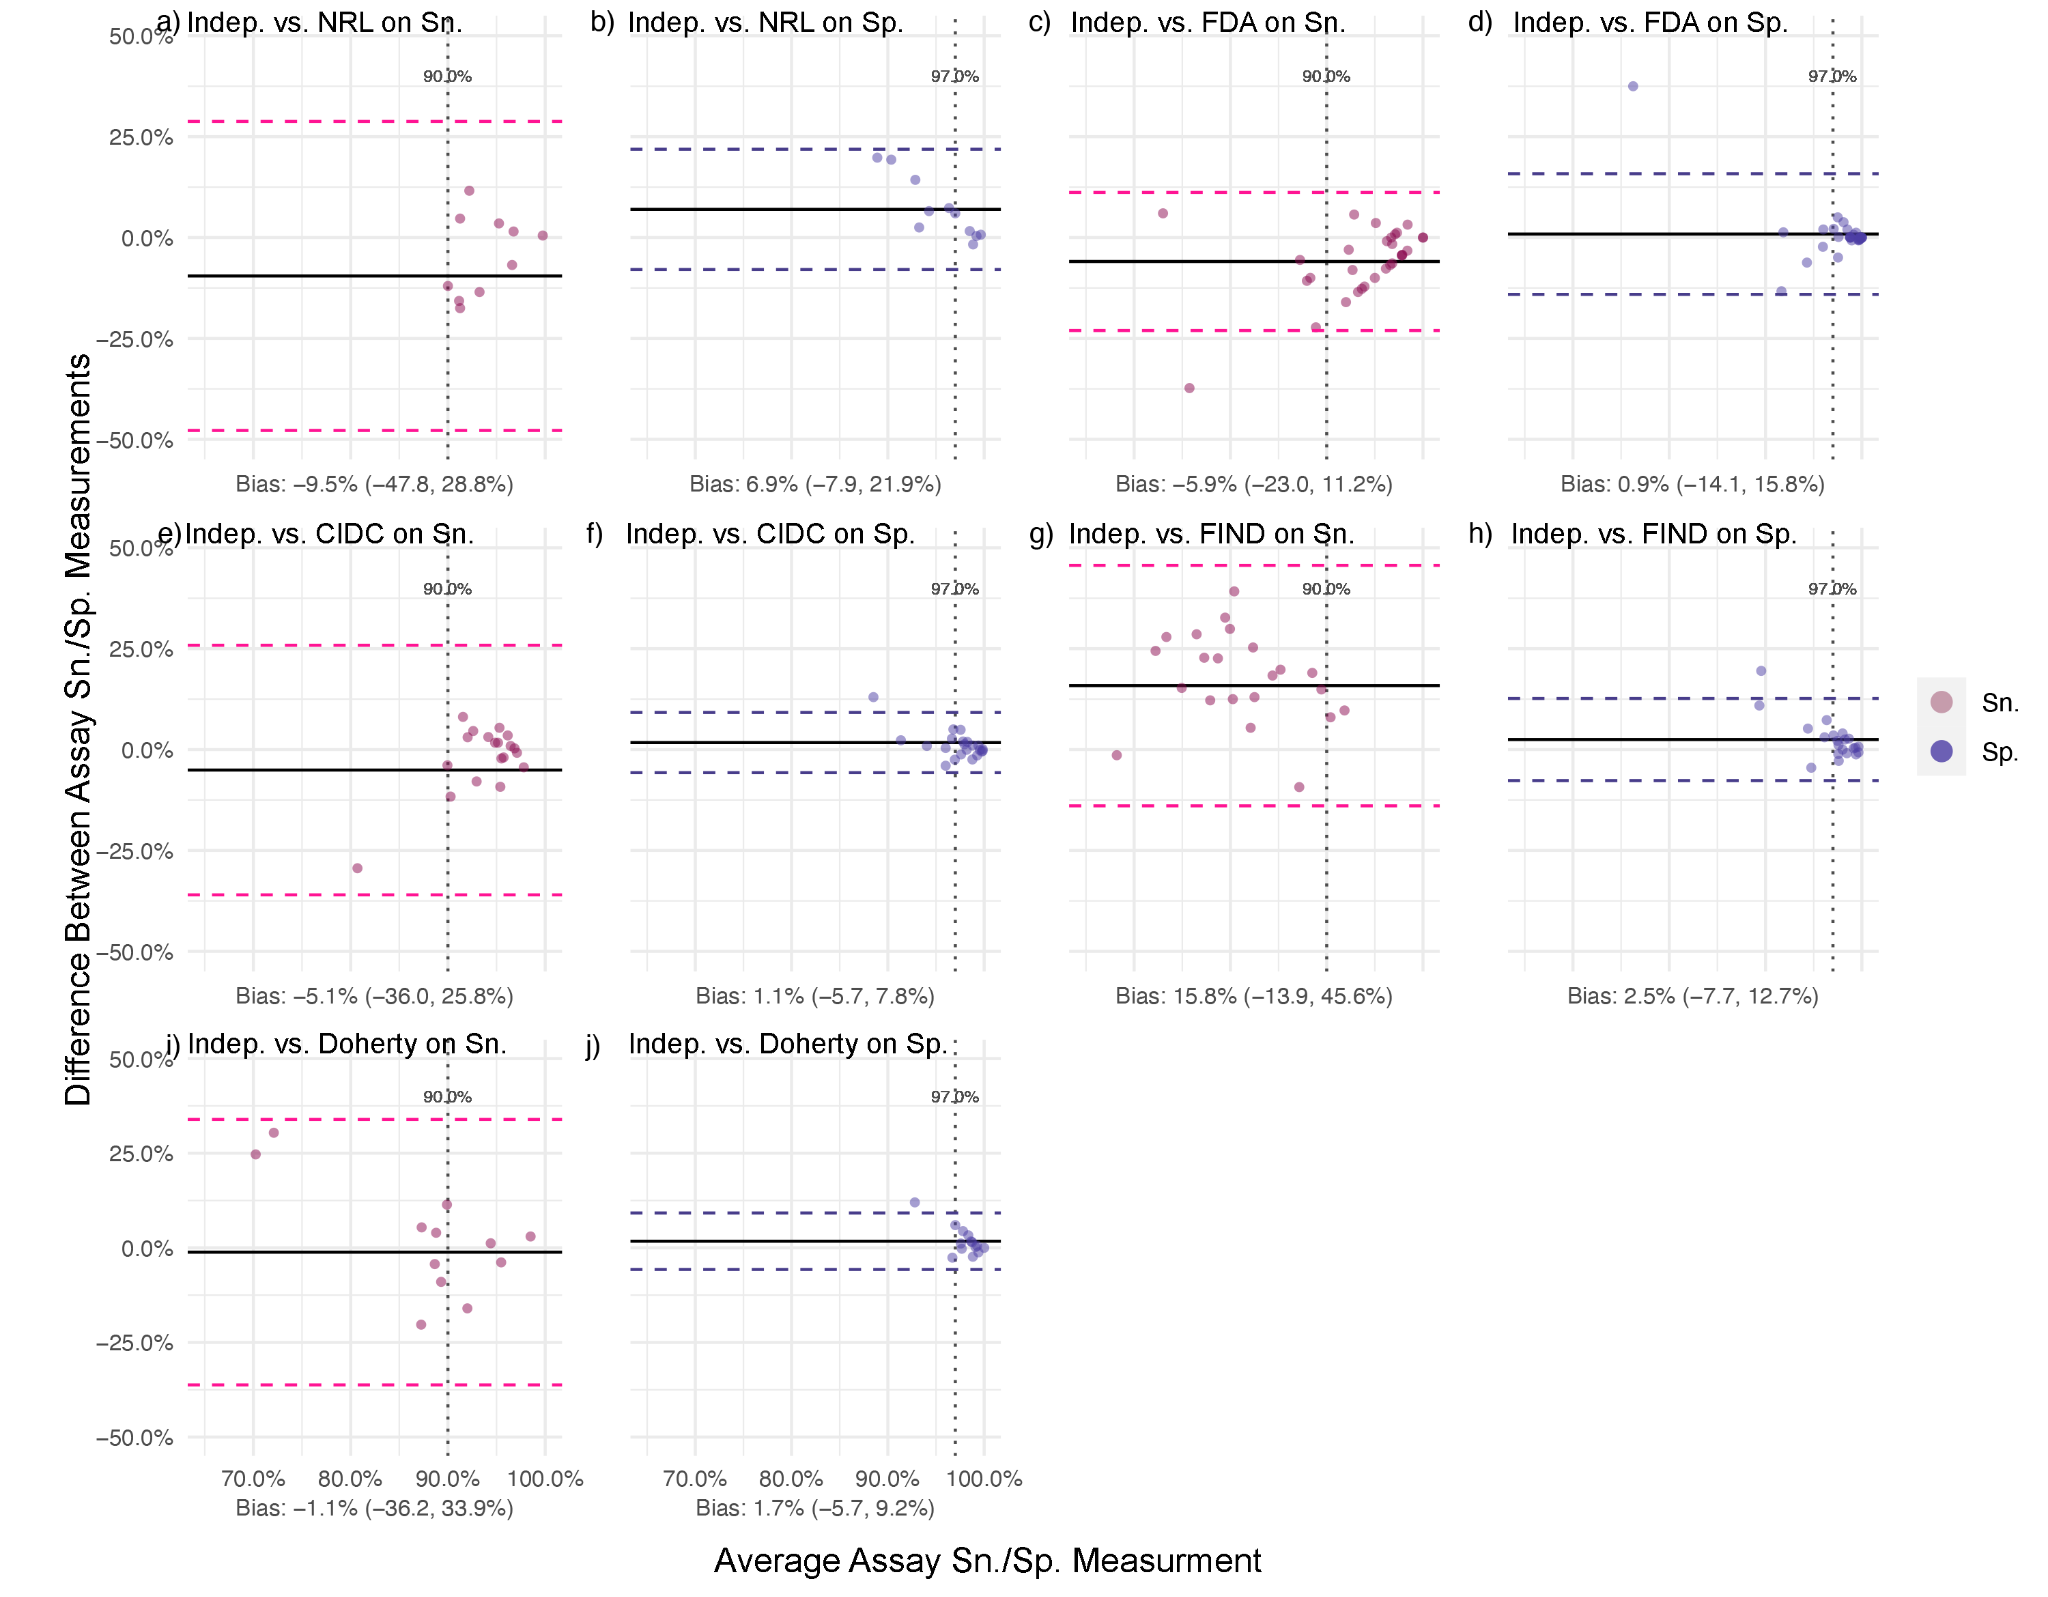 a) Indep. vs. NRL on Sn.
b) Indep. vs. NRL on Sp.
c) Indep. vs. FDA on Sn.
d) Indep. vs. FDA on Sp.
50.0%
25.0%
0.0%
−25.0%
−50.0%
90.0%
97.0%
90.0%
97.0%
Bias: −9.5% (−47.8, 28.8%)
Bias: 6.9% (−7.9, 21.9%)
Bias: −5.9% (−23.0, 11.2%)
Bias: 0.9% (−14.1, 15.8%)
e) Indep. vs. CIDC on Sn.
f) Indep. vs. CIDC on Sp.
g) Indep. vs. FIND on Sn.
h) Indep. vs. FIND on Sp.
50.0%
25.0%
0.0%
−25.0%
−50.0%
90.0%
97.0%
90.0%
97.0%
Bias: −5.1% (−36.0, 25.8%)
Bias: 1.1% (−5.7, 7.8%)
Bias: 15.8% (−13.9, 45.6%)
Bias: 2.5% (−7.7, 12.7%)
i) Indep. vs. Doherty on Sn.
j) Indep. vs. Doherty on Sp.
50.0%
25.0%
0.0%
−25.0%
−50.0%
90.0%
97.0%
70.0% 80.0% 90.0% 100.0%
70.0% 80.0% 90.0% 100.0%
Bias: −1.1% (−36.2, 33.9%)
Bias: 1.7% (−5.7, 9.2%)
Difference Between Assay Sn./Sp. Measurements
Average Assay Sn./Sp. Measurment
Sn.
Sp.